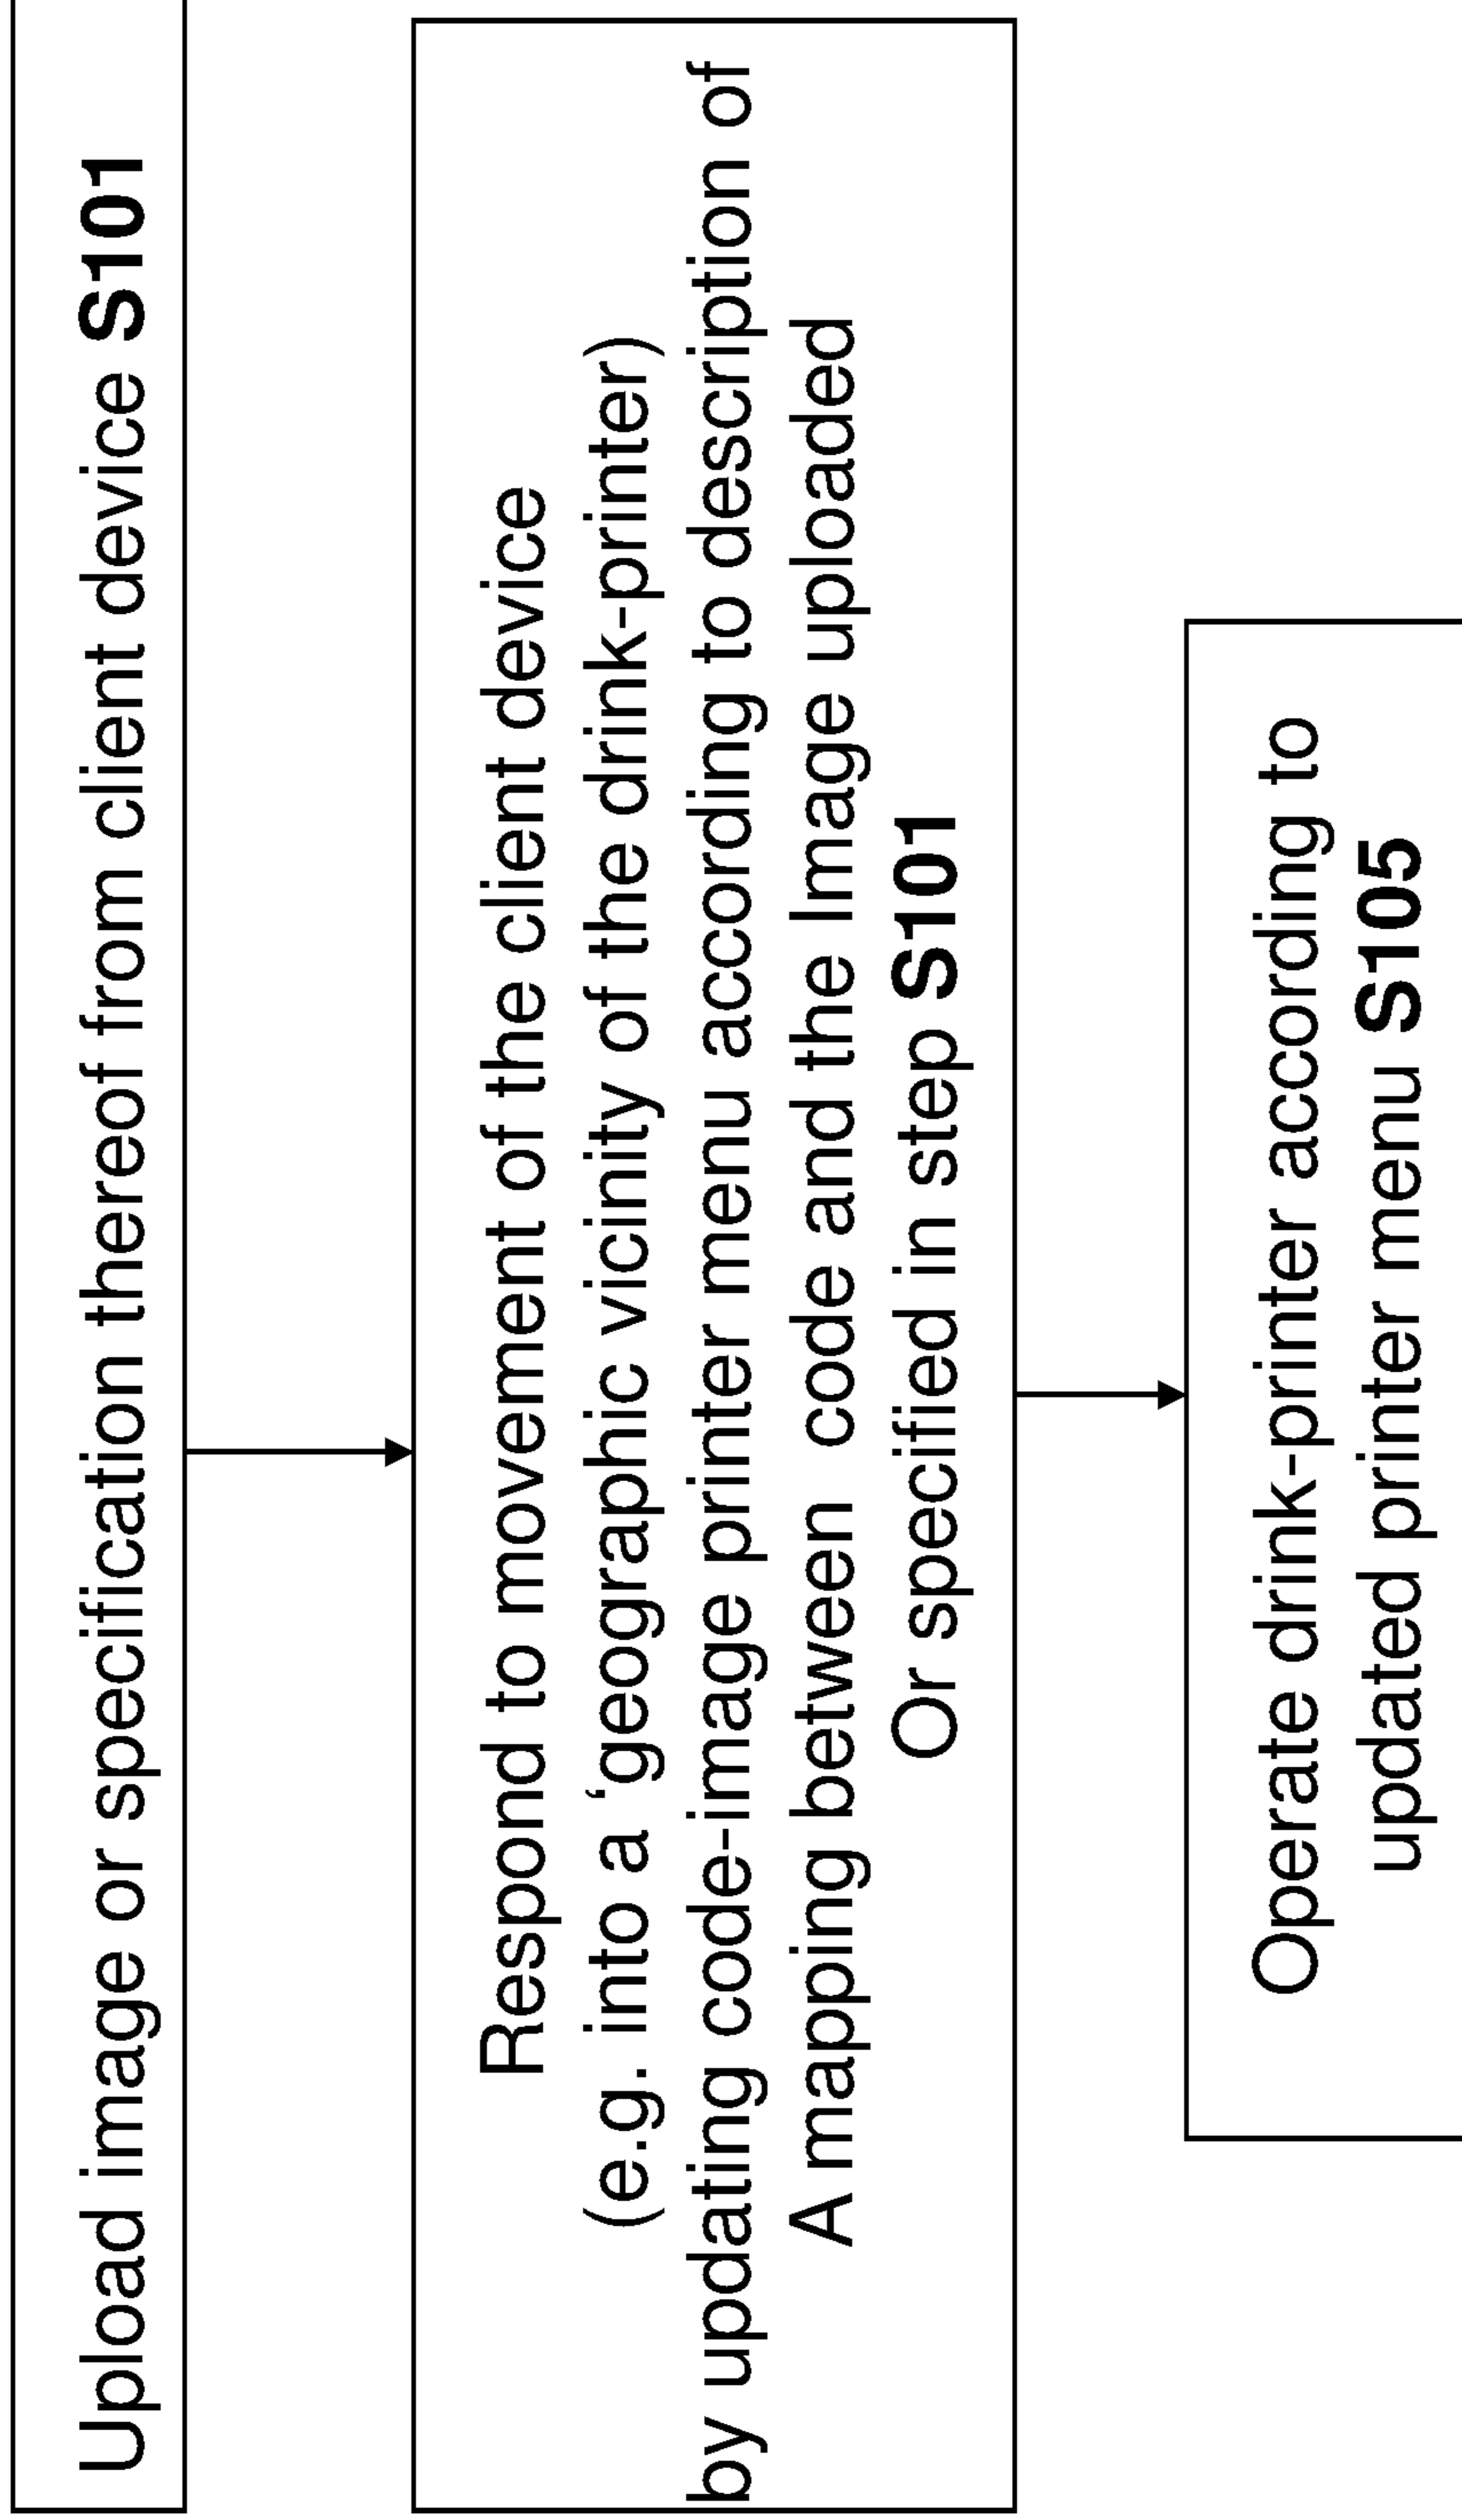 Upload image or specification thereof from client device S101
Respond to movement of the client device
(e.g. into a ‘geographic vicinity of the drink-printer)
by updating code-image printer menu according to description of
A mapping between code and the Image uploaded
Or specified in step S101
Operate drink-printer according to
updated printer menu S105